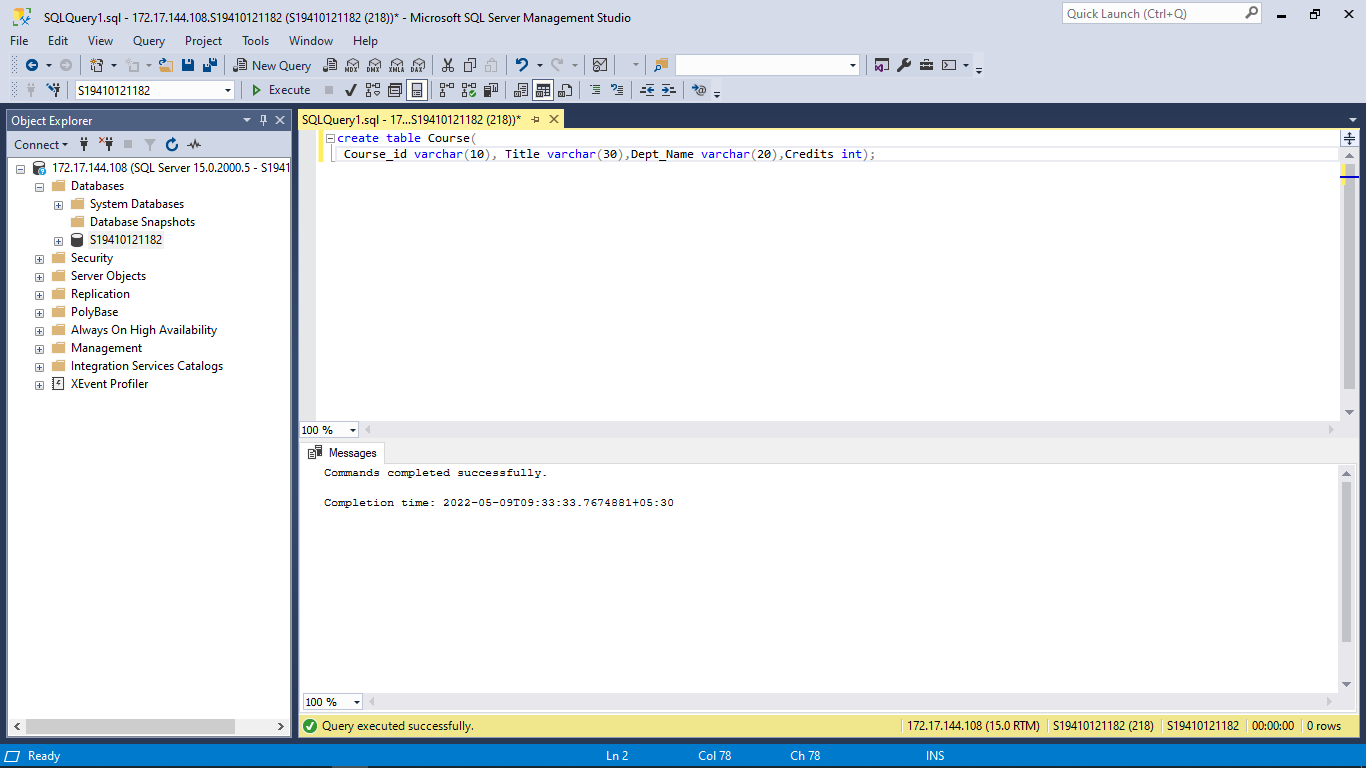 SQLQuery1.sql - 172.17.144.108.S19410121182 (S19410121182 (218))* - Microsoft SQL Server Management Studio
Quick Launch (Ctrl+Q)
File Edit View Query Project Tools Window Help
New Query MDX DMX XMLA DAX
S19410121182 Execute
Object Explorer
Connect
172.17.144.108 (SQL Server 15.0.2000.5 - S1941
Databases
System Databases
Database Snapshots
S19410121182
Security
Server Objects
Replication
PolyBase
Always On High Availability
Management
Integration Services Catalogs
XEvent Profiler
SQLQuery1.sql - 17...S19410121182 (218))*
create table Course(
Course_id varchar(10), Title varchar(30),Dept_Name varchar(20),Credits int);
100 %
Messages
Commands completed successfully.
Completion time: 2022-05-09T09:33:33.7674881+05:30
100 %
Query executed successfully. 172.17.144.108 (15.0 RTM) S19410121182 (218) S19410121182 00:00:00 0 rows
Ready Ln 2 Col 78 Ch 78 INS